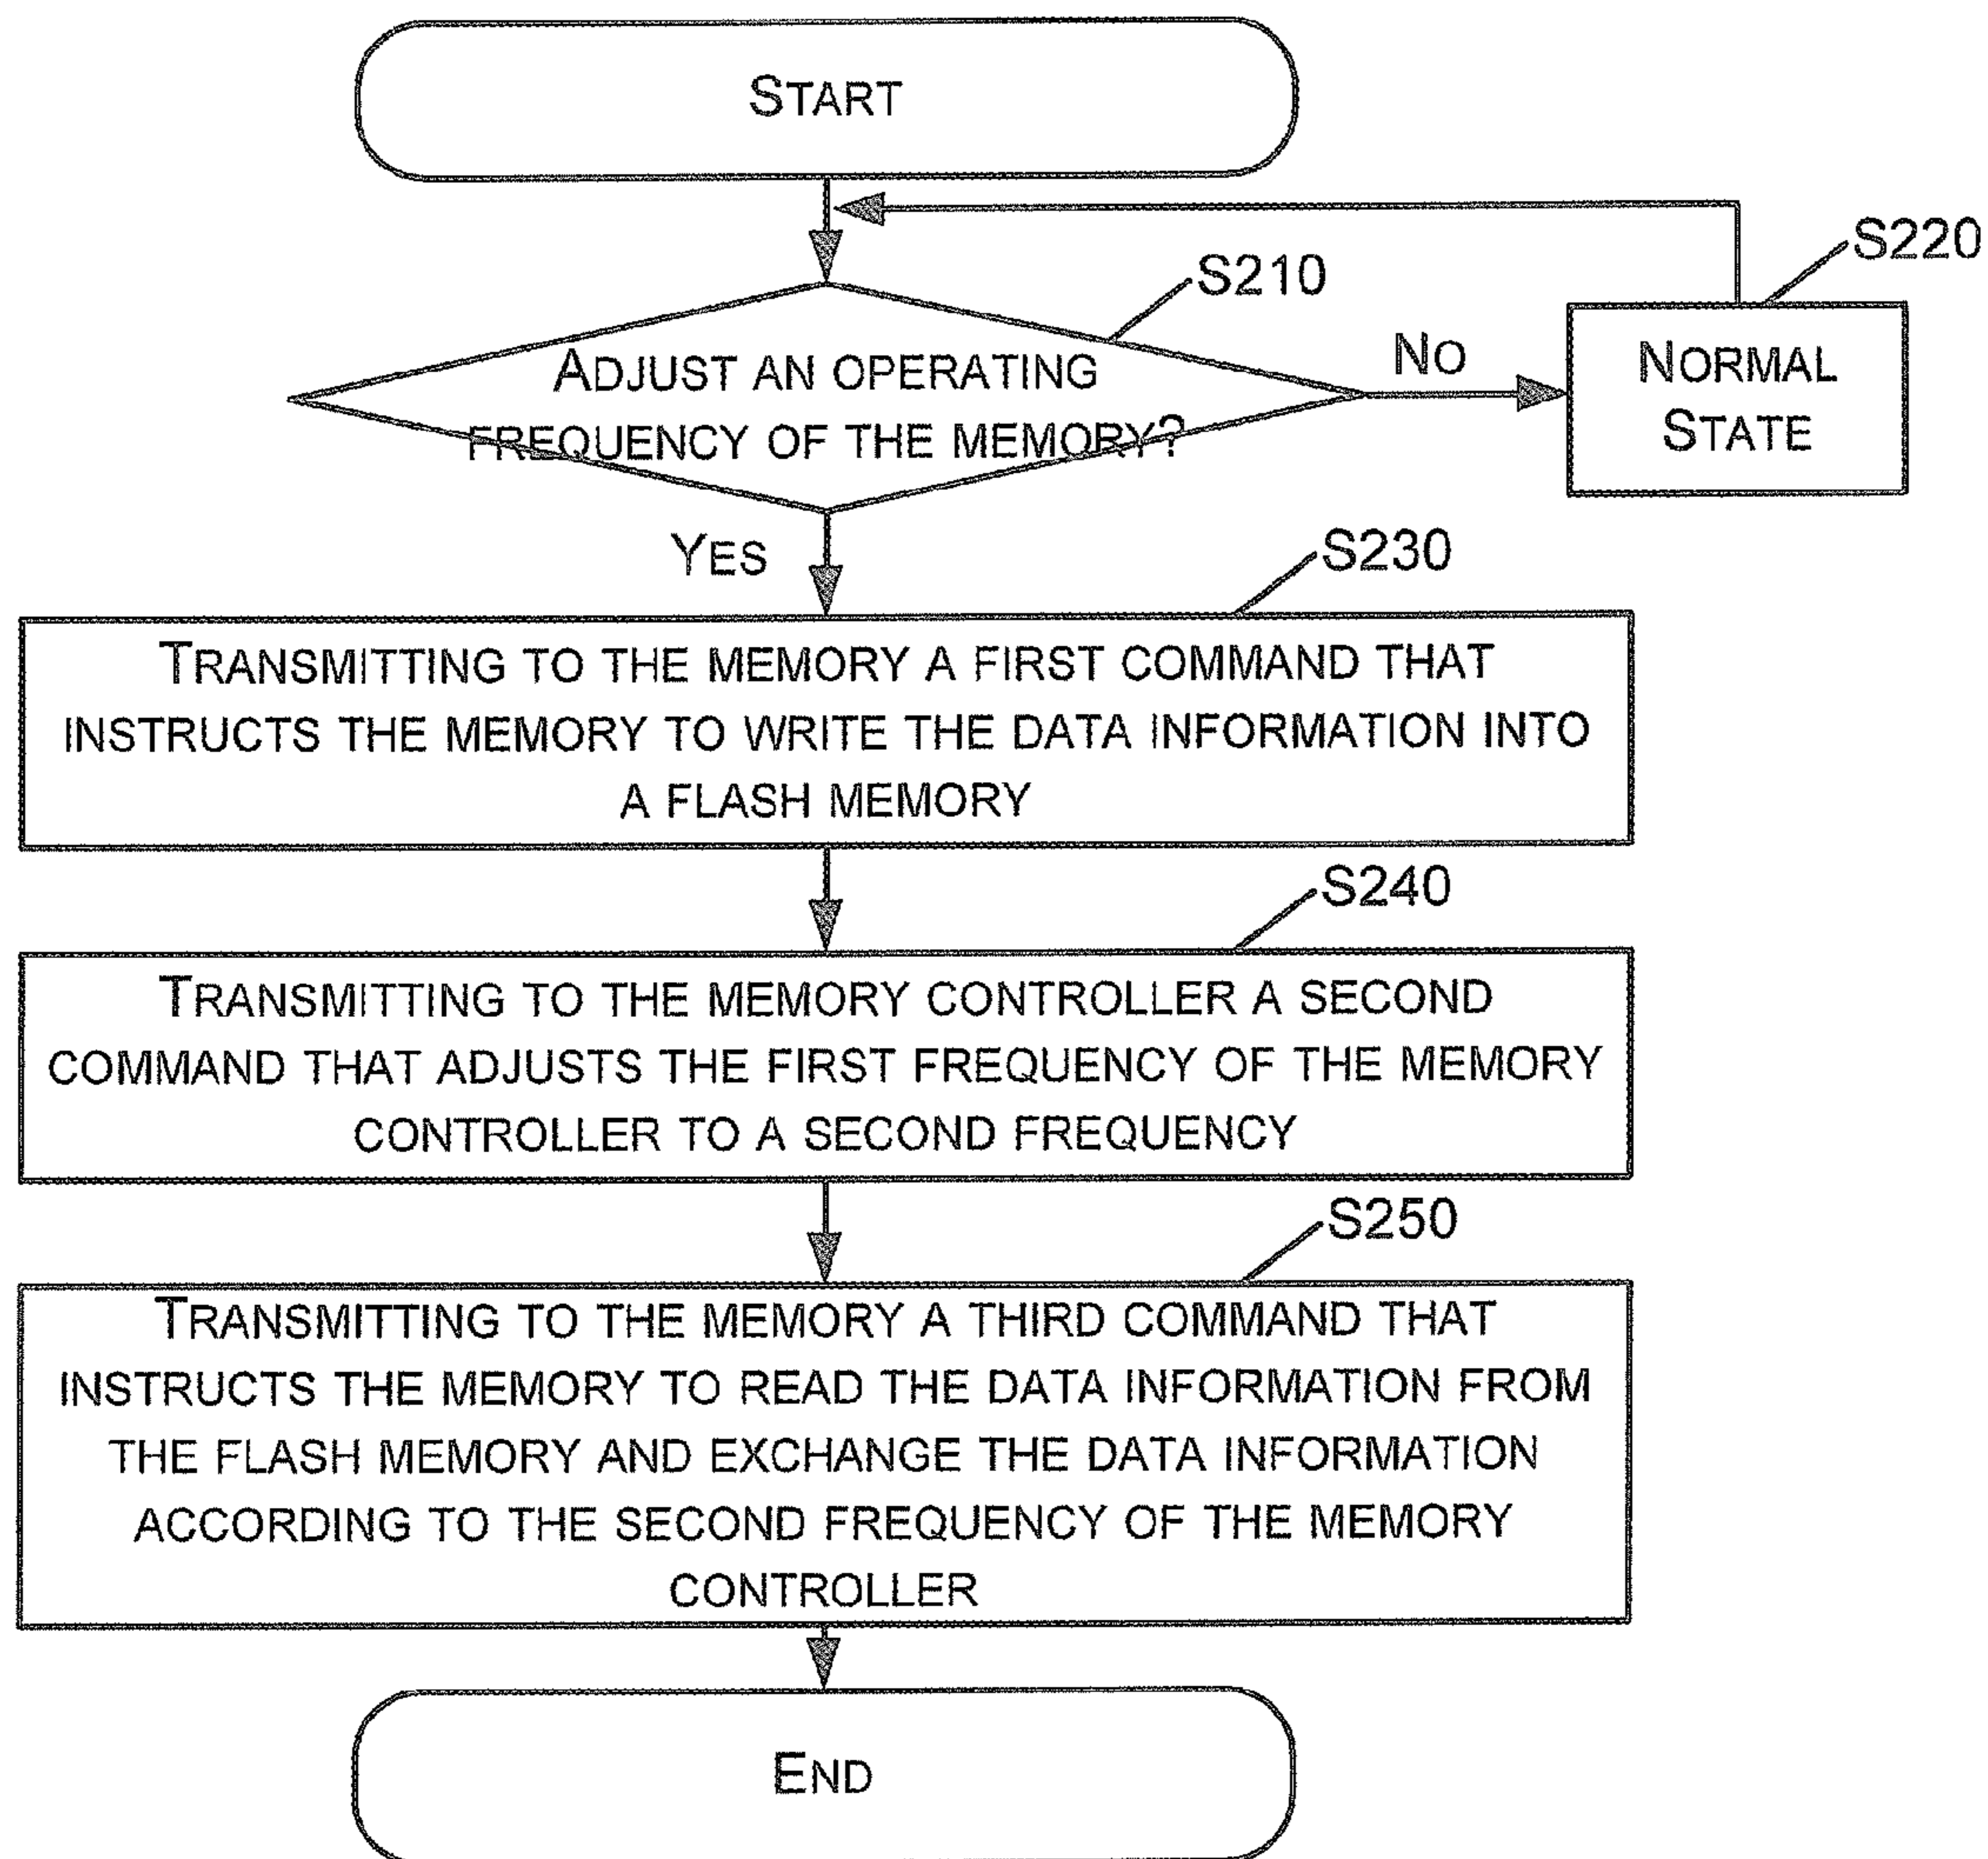 START
S210
S220
ADJUST AN OPERATING
FREQUENCY OF THE MEMORY?
NO
NORMAL
STATE
YES
S230
TRANSMITTING TO THE MEMORY A FIRST COMMAND THAT
INSTRUCTS THE MEMORY TO WRITE THE DATA INFORMATION INTO
A FLASH MEMORY
S240
TRANSMITTING TO THE MEMORY CONTROLLER A SECOND
COMMAND THAT ADJUSTS THE FIRST FREQUENCY OF THE MEMORY
CONTROLLER TO A SECOND FREQUENCY
S250
TRANSMITTING TO THE MEMORY A THIRD COMMAND THAT
INSTRUCTS THE MEMORY TO READ THE DATA INFORMATION FROM
THE FLASH MEMORY AND EXCHANGE THE DATA INFORMATION
ACCORDING TO THE SECOND FREQUENCY OF THE MEMORY
CONTROLLER
END